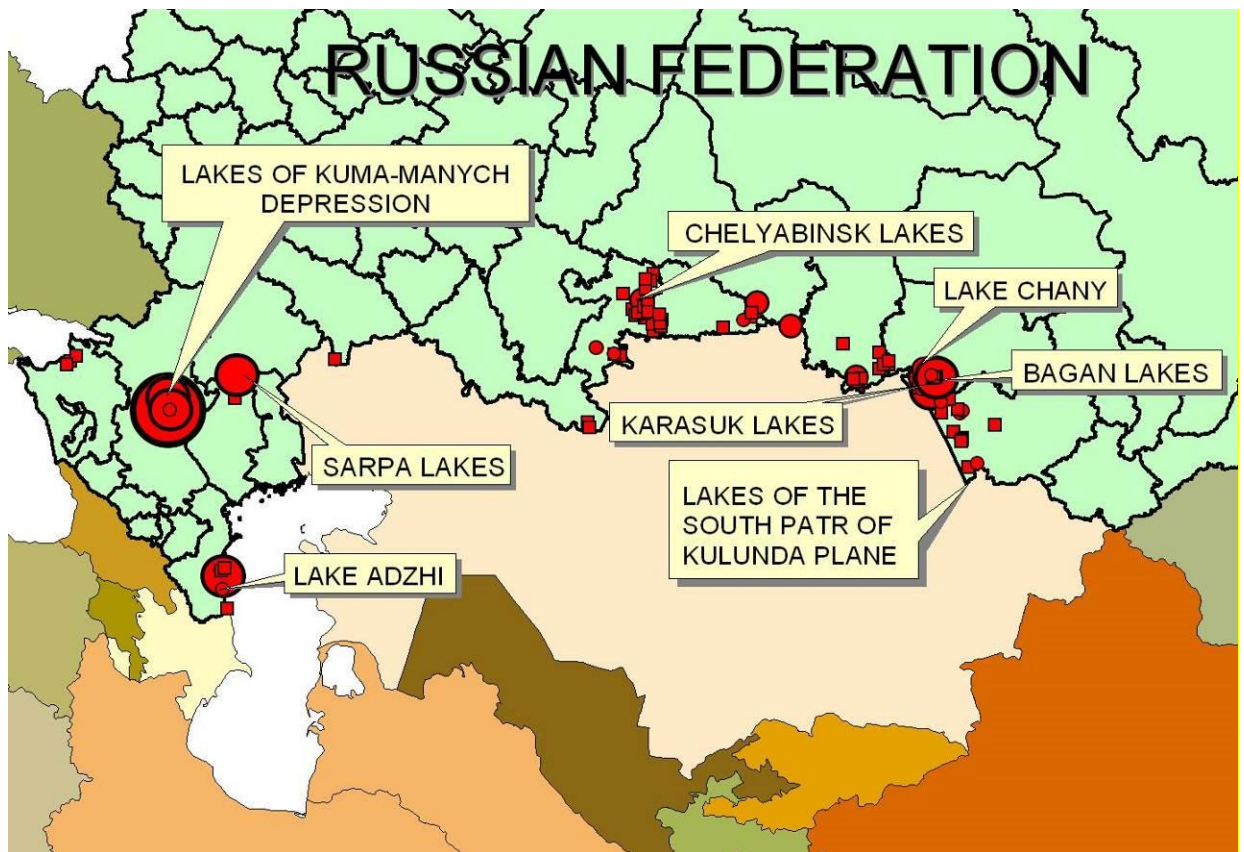 RUSSIAN FEDERATION
LAKES OF KUMA-MANYCH
DEPRESSION
CHELYABINSK LAKES
LAKE CHANY
BAGAN LAKES
KARASUK LAKES
SARPA LAKES
LAKES OF THE
SOUTH PATR OF
KULUNDA PLANE
LAKE ADZHI